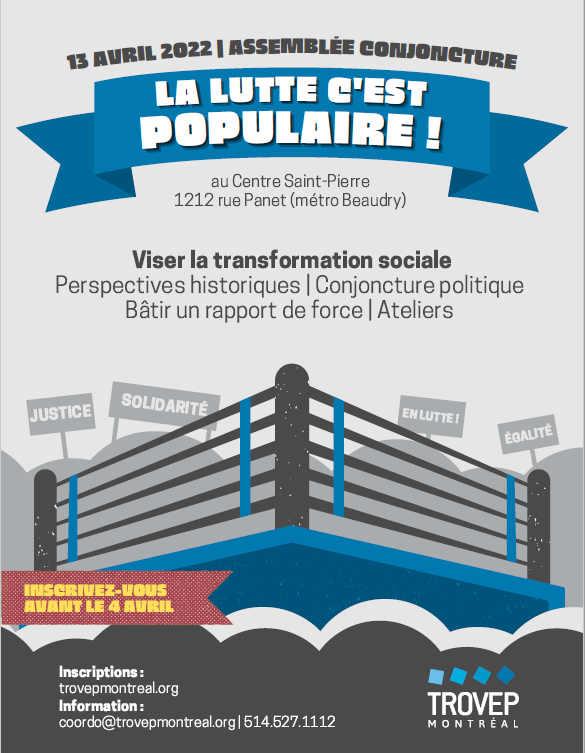 13 AVRIL 2022 | ASSEMBLÉE CONJONCTURE
LA LUTTE C'EST
POPULAIRE !
au Centre Saint-Pierre
1212 rue Panet (métro Beaudry)
Viser la transformation sociale
Perspectives historiques | Conjoncture politique
Bâtir un rapport de force | Ateliers
JUSTICE
SOLIDARITÉ
EN LUTTE !
ÉGALITÉ
INSCRIVEZ-VOUS
AVANT LE 4 AVRIL
Inscriptions :
trovepmontreal.org
Information :
coordo@trovepmontreal.org | 514.527.1112
TROVEP
MONTRÉAL